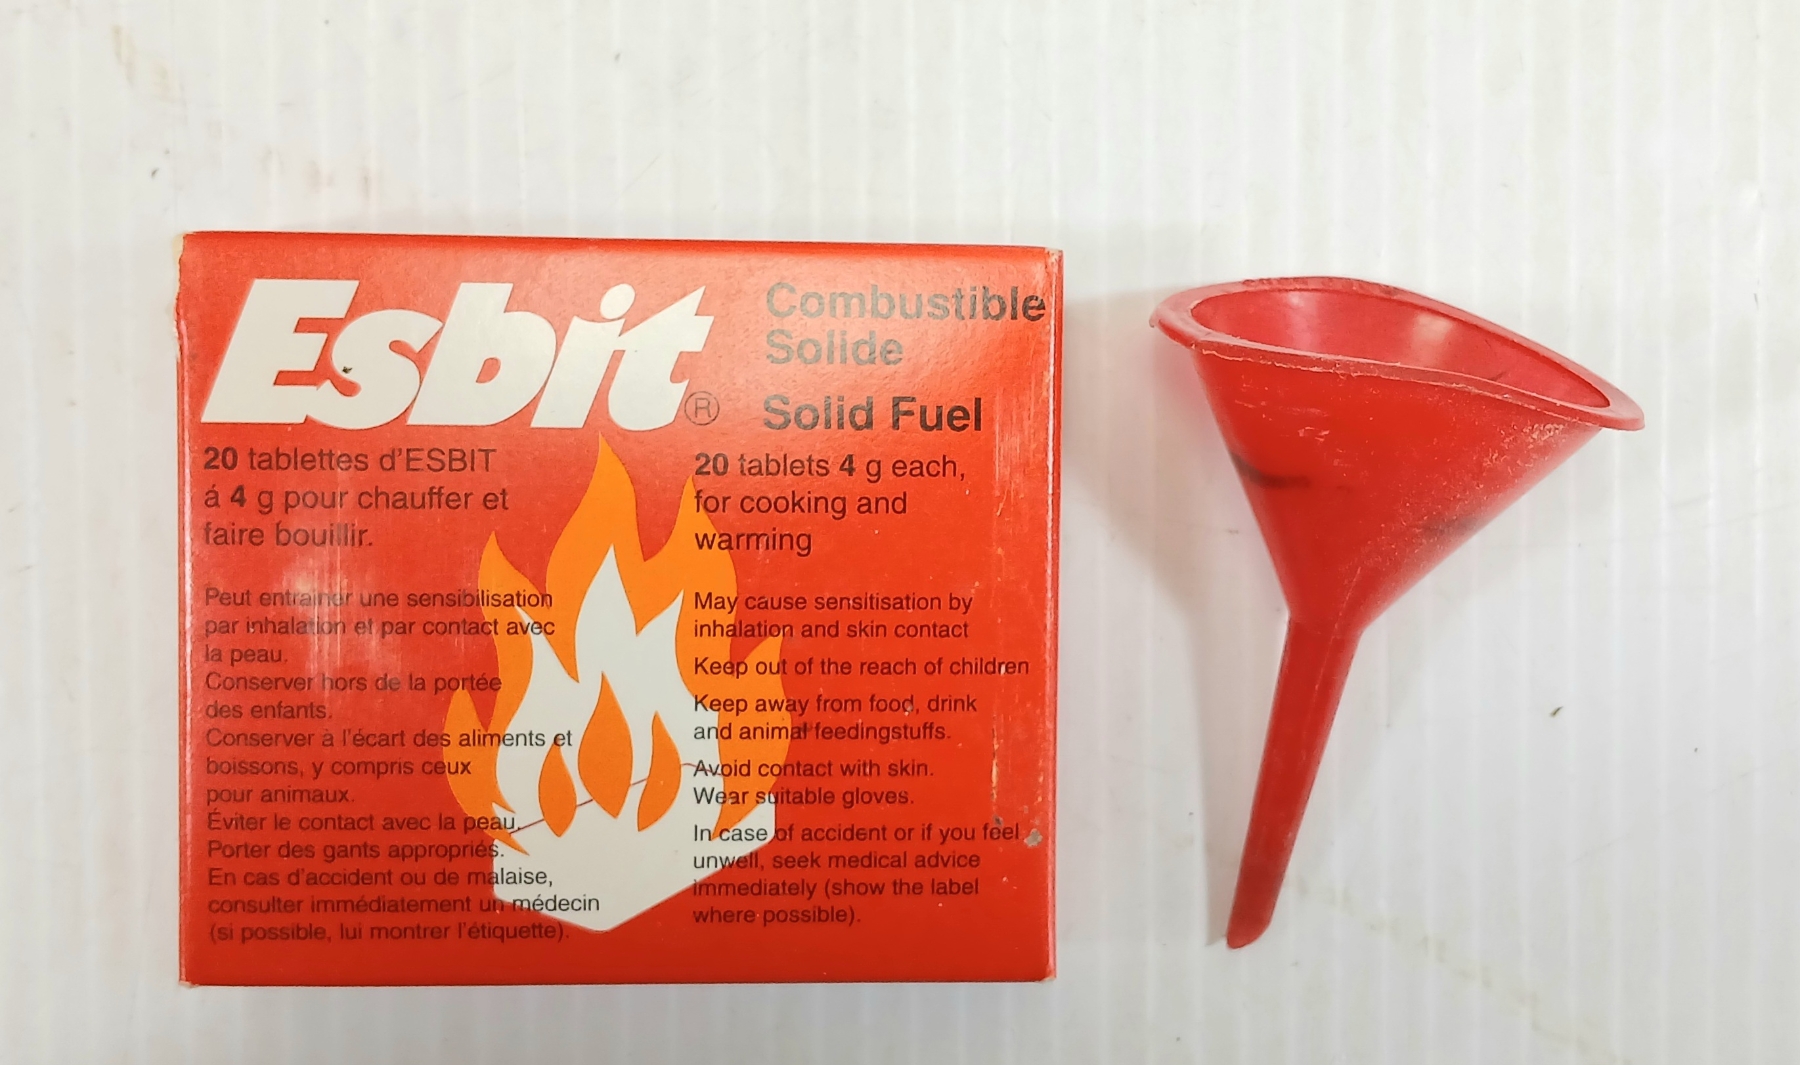 Esbit®
Combustible
Solide
Solid Fuel
20 tablettes d'ESBIT
á 4 g pour chauffer et
faire bouillir.
Peut entrainer une sensibilisation
par inhalation et par contact avec
la peau.
Conserver hors de la portée
des enfants.
Conserver à l'écart des aliments et
boissons, y compris ceux
pour animaux.
Éviter le contact avec la peau.
Porter des gants appropriés.
En cas d'accident ou de malaise,
consulter immédiatement un médecin
(si possible, lui montrer l'étiquette).
20 tablets 4 g each,
for cooking and
warming
May cause sensitisation by
inhalation and skin contact
Keep out of the reach of children
Keep away from food, drink
and animal feedingstuffs.
Avoid contact with skin.
Wear suitable gloves.
In case of accident or if you feel
unwell, seek medical advice
immediately (show the label
where possible).